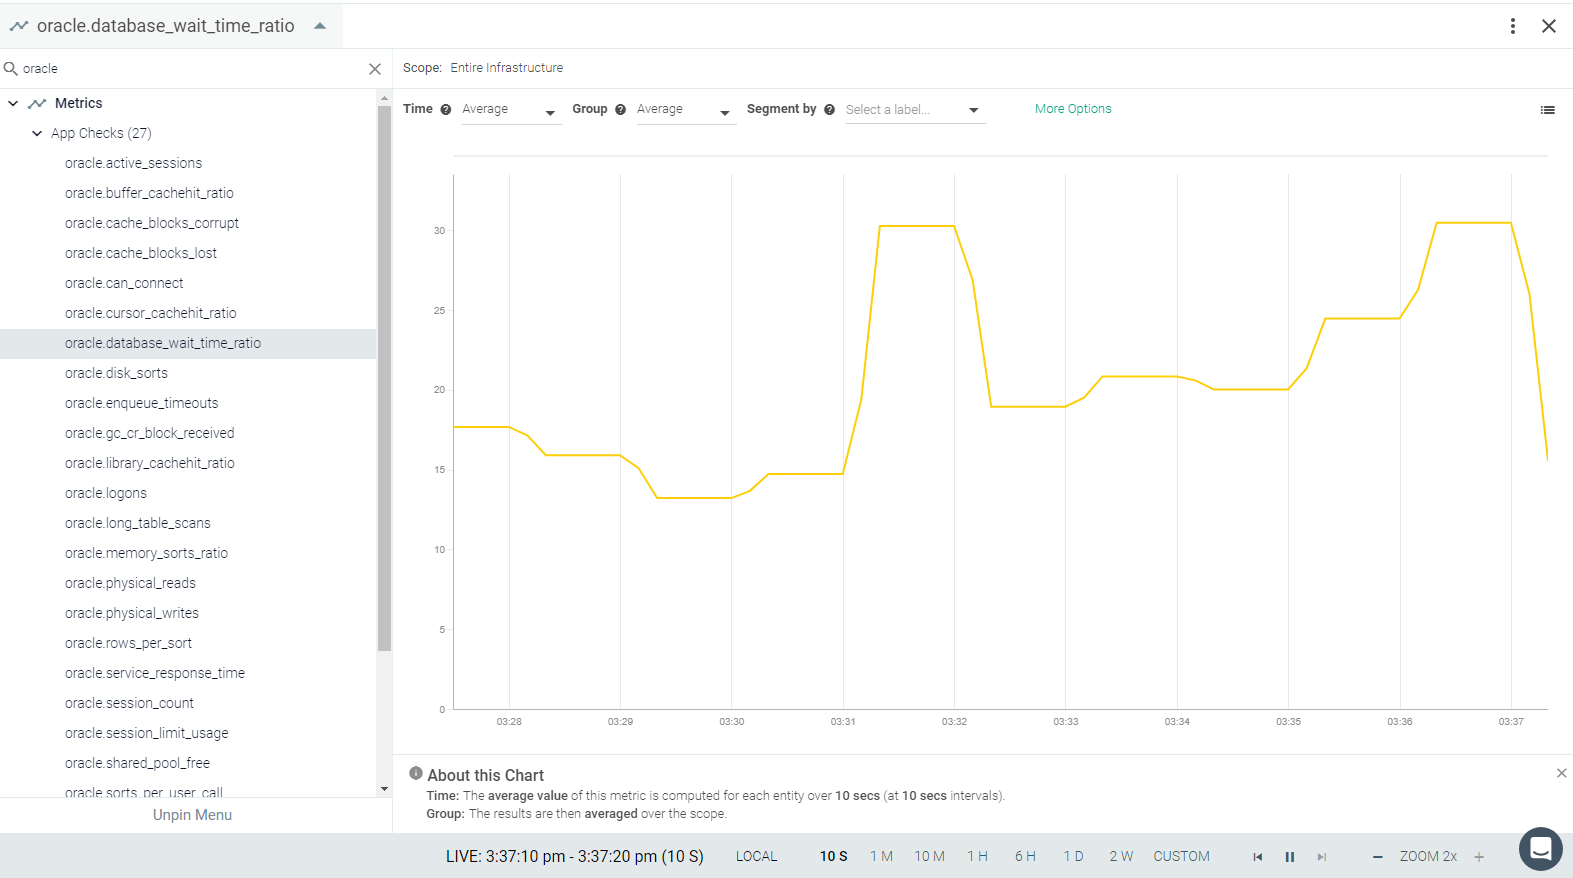 oracle.database_wait_time_ratio
oracle
Metrics
App Checks (27)
oracle.active_sessions
oracle.buffer_cachehit_ratio
oracle.cache_blocks_corrupt
oracle.cache_blocks_lost
oracle.can_connect
oracle.cursor_cachehit_ratio
oracle.database_wait_time_ratio
oracle.disk_sorts
oracle.enqueue_timeouts
oracle.gc_cr_block_received
oracle.library_cachehit_ratio
oracle.logons
oracle.long_table_scans
oracle.memory_sorts_ratio
oracle.physical_reads
oracle.physical_writes
oracle.rows_per_sort
oracle.service_response_time
oracle.session_count
oracle.session_limit_usage
oracle.shared_pool_free
oracle.sorts_per_user_call
Unpin Menu
Scope: Entire Infrastructure
Time ? Average Group ? Average Segment by ? Select a label... More Options
30
25
20
15
10
5
0
03:28 03:29 03:30 03:31 03:32 03:33 03:34 03:35 03:36 03:37
About this Chart
Time: The average value of this metric is computed for each entity over 10 secs (at 10 secs intervals).
Group: The results are then averaged over the scope.
LIVE: 3:37:10 pm - 3:37:20 pm (10 S) LOCAL 10 S 1 M 10 M 1 H 6 H 1 D 2 W CUSTOM ZOOM 2x